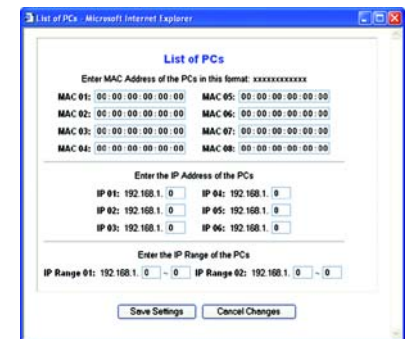 List of PCs - Microsoft Internet Explorer
List of PCs
Enter MAC Address of the PCs in this format: xxxxxxxxxxxx
MAC 01: 00:00:00:00:00:00 MAC 05: 00:00:00:00:00:00
MAC 02: 00:00:00:00:00:00 MAC 06: 00:00:00:00:00:00
MAC 03: 00:00:00:00:00:00 MAC 07: 00:00:00:00:00:00
MAC 04: 00:00:00:00:00:00 MAC 08: 00:00:00:00:00:00
Enter the IP Address of the PCs
IP 01: 192.168.1. 0 IP 04: 192.168.1. 0
IP 02: 192.168.1. 0 IP 05: 192.168.1. 0
IP 03: 192.168.1. 0 IP 06: 192.168.1. 0
Enter the IP Range of the PCs
IP Range 01: 192.168.1. 0 ~ 0 IP Range 02: 192.168.1. 0 ~ 0
Save Settings Cancel Changes